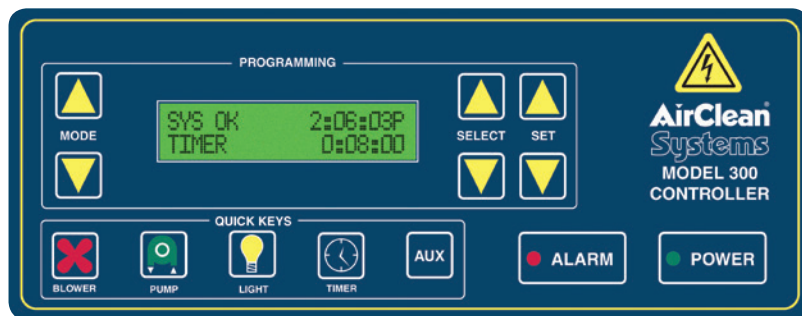 PROGRAMMING
MODE
SYS OK 2:06:03P
TIMER 0:08:00
SELECT
SET
AirClean
Systems
MODEL 300
CONTROLLER
QUICK KEYS
BLOWER
PUMP
LIGHT
TIMER
AUX
ALARM
POWER